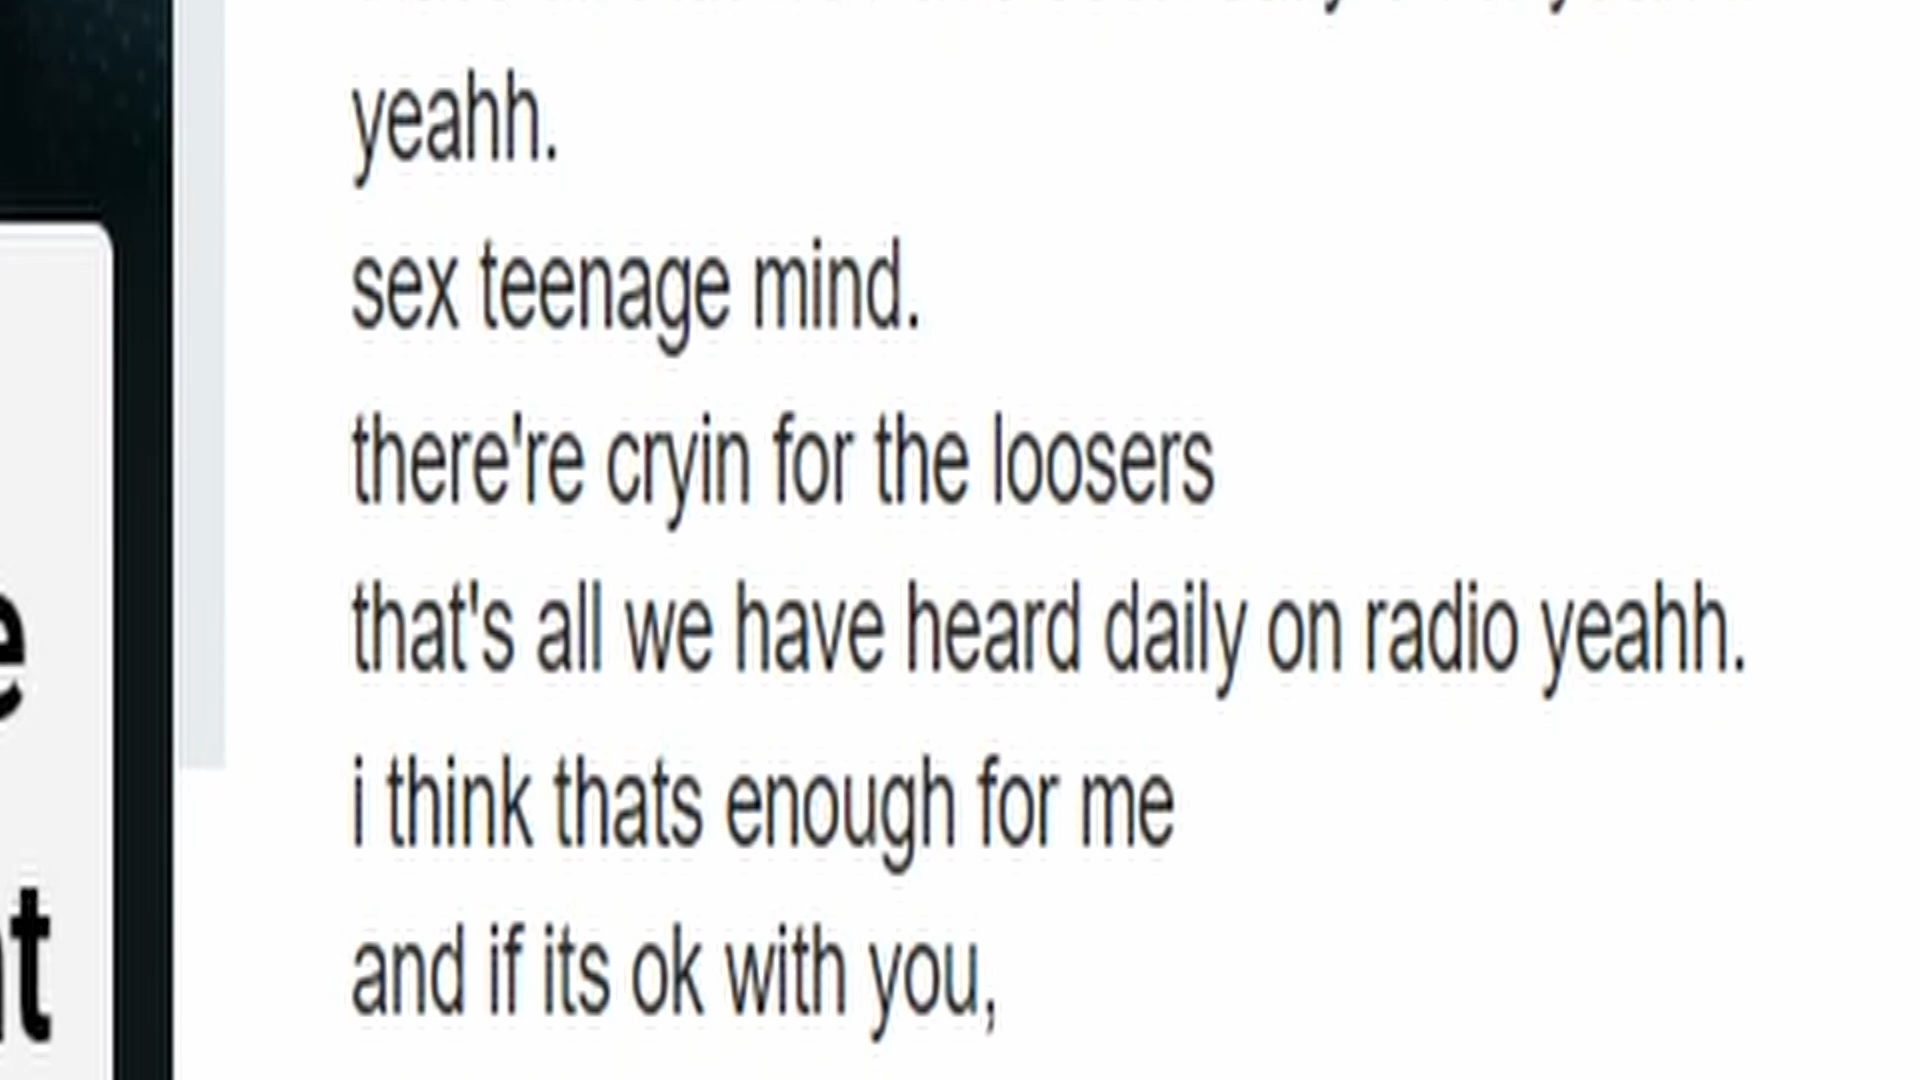 yeahh.
sex teenage mind.
there're cryin for the loosers
that's all we have heard daily on radio yeahh.
i think thats enough for me
and if its ok with you,